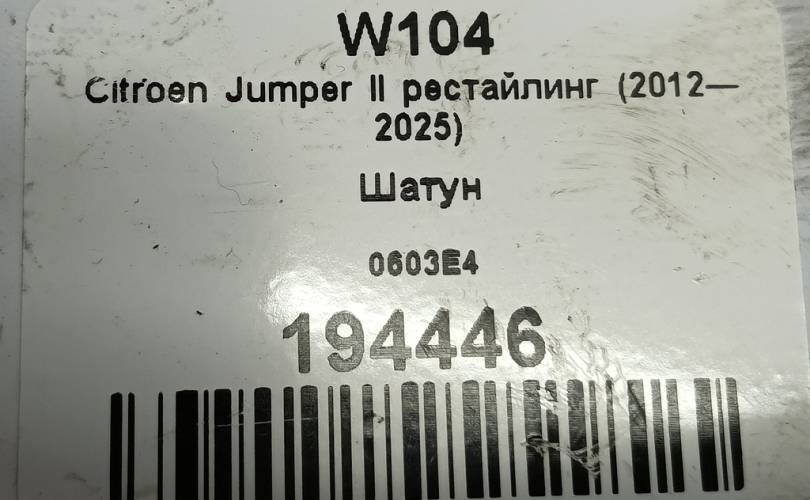 W104
Citroen Jumper II рестайлинг (2012—
2025)
Шатун
0603E4
194446